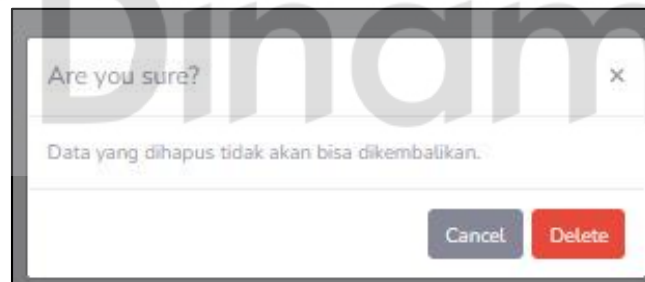 Dinam
Are you sure? ×
Data yang dihapus tidak akan bisa dikembalikan.
Cancel Delete